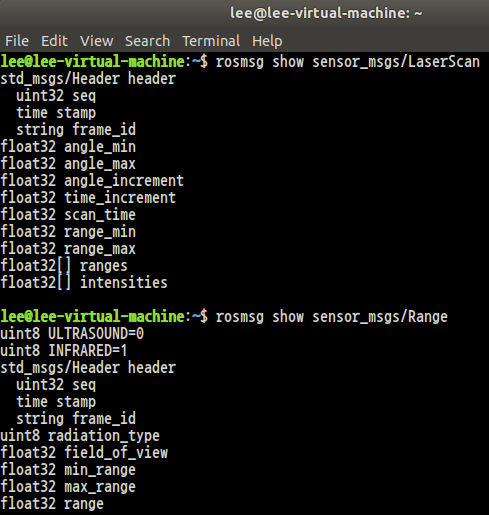 lee@lee-virtual-machine: ~
File Edit View Search Terminal Help
lee@lee-virtual-machine:~$ rosmsg show sensor_msgs/LaserScan
std_msgs/Header header
  uint32 seq
  time stamp
  string frame_id
float32 angle_min
float32 angle_max
float32 angle_increment
float32 time_increment
float32 scan_time
float32 range_min
float32 range_max
float32[] ranges
float32[] intensities
lee@lee-virtual-machine:~$ rosmsg show sensor_msgs/Range
uint8 ULTRASOUND=0
uint8 INFRARED=1
std_msgs/Header header
  uint32 seq
  time stamp
  string frame_id
uint8 radiation_type
float32 field_of_view
float32 min_range
float32 max_range
float32 range